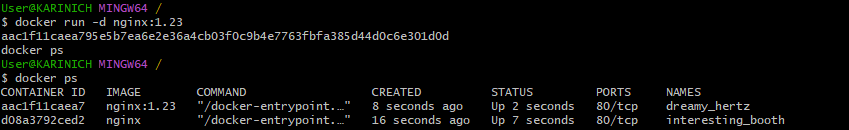 User@KARINICH MINGW64 /
$ docker run -d nginx:1.23
aac1f11caea795e5b7ea6e2e36a4cb03f0c9b4e7763fbfa385d44d0c6e301d0d
docker ps
User@KARINICH MINGW64 /
$ docker ps
CONTAINER ID   IMAGE        COMMAND                  CREATED          STATUS         PORTS     NAMES
aac1f11caea7   nginx:1.23   "/docker-entrypoint.…"   8 seconds ago    Up 2 seconds   80/tcp    dreamy_hertz
d08a3792ced2   nginx        "/docker-entrypoint.…"   16 seconds ago   Up 7 seconds   80/tcp    interesting_booth